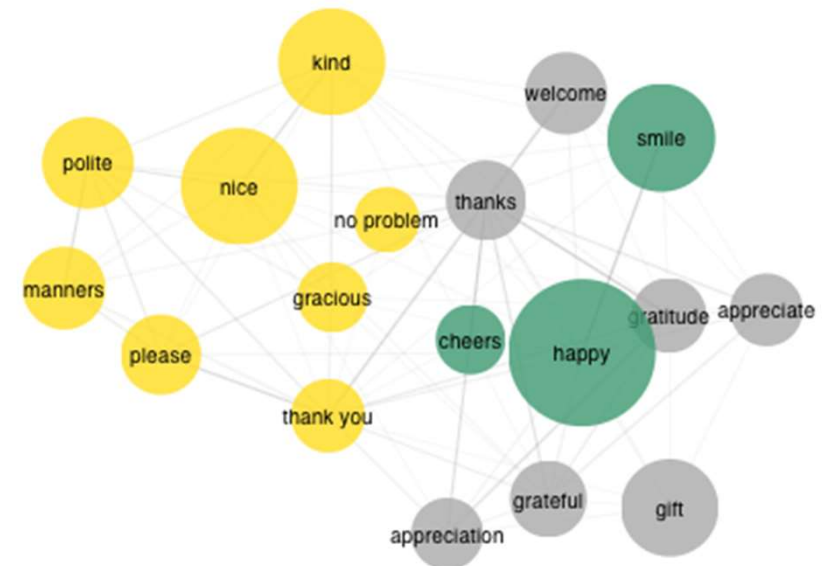 kind
welcome
smile
polite
nice
thanks
no problem
manners
gracious
gratitude
appreciate
please
cheers
happy
thank you
grateful
gift
appreciation